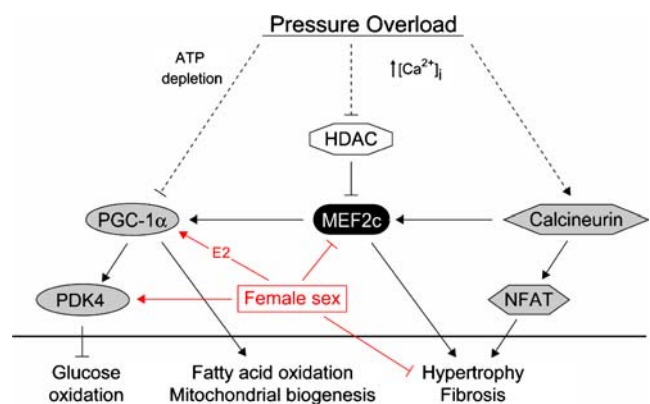 Pressure Overload
ATP
depletion
↑[Ca²⁺]ᵢ
HDAC
PGC-1α
MEF2c
Calcineurin
E2
PDK4
Female sex
NFAT
Glucose
oxidation
Fatty acid oxidation
Mitochondrial biogenesis
Hypertrophy
Fibrosis